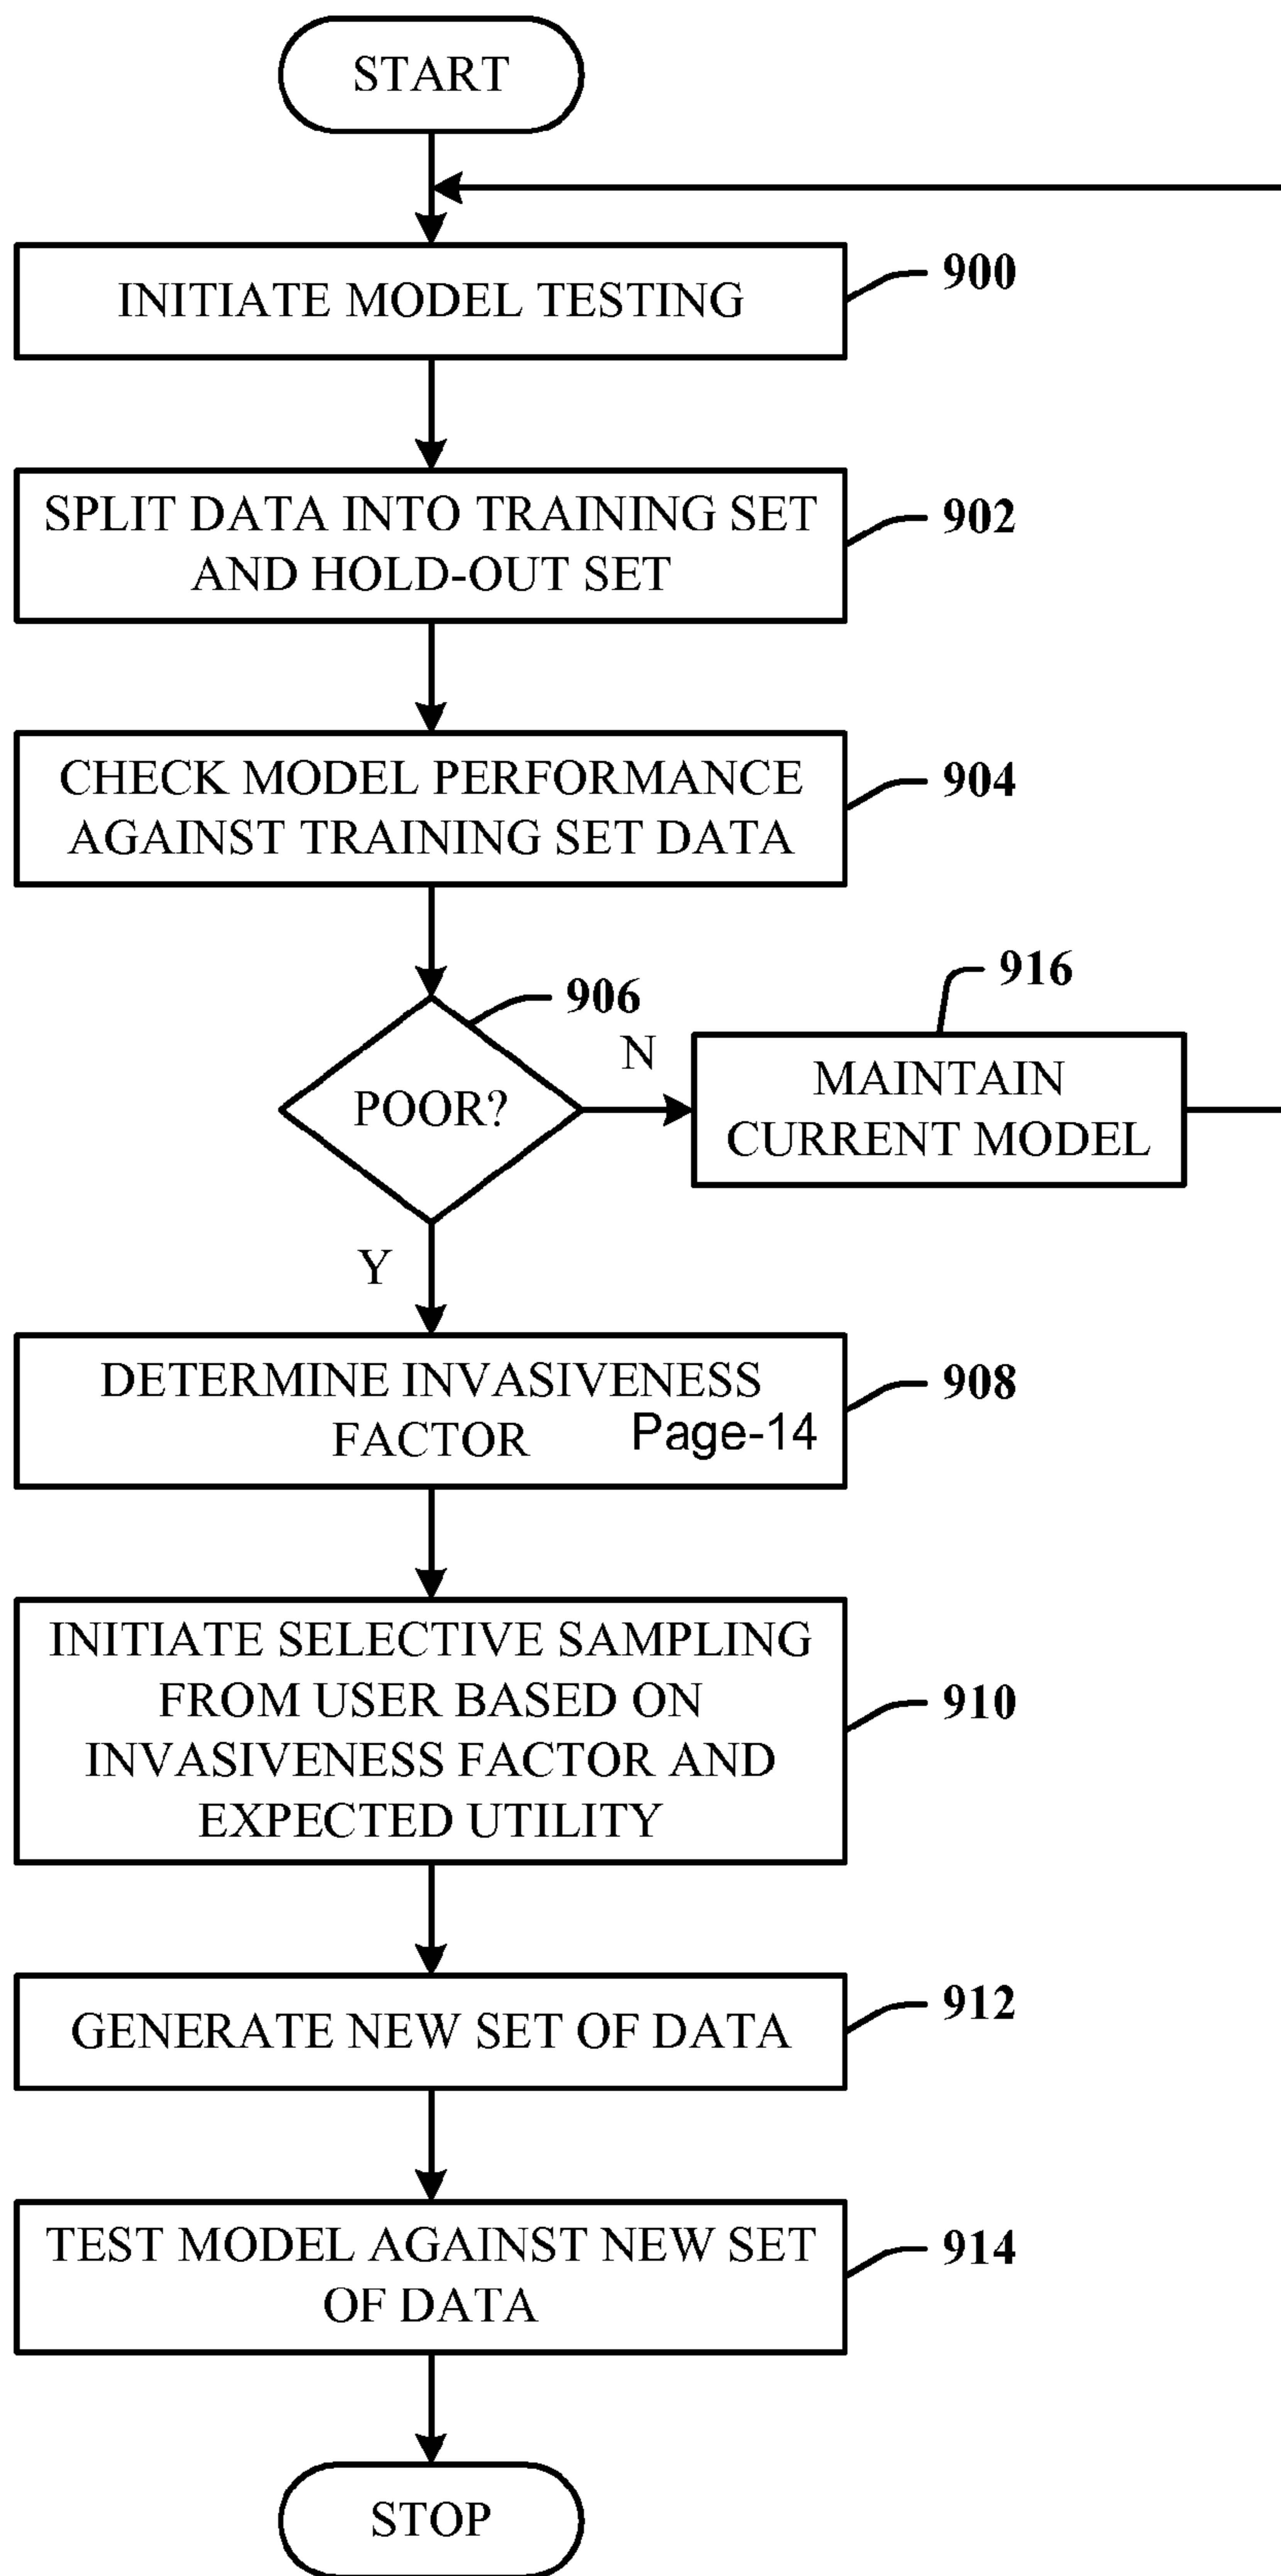 START
INITIATE MODEL TESTING
900
SPLIT DATA INTO TRAINING SET
AND HOLD-OUT SET
902
CHECK MODEL PERFORMANCE
AGAINST TRAINING SET DATA
904
POOR?
906
N
MAINTAIN
CURRENT MODEL
916
Y
DETERMINE INVASIVENESS
FACTOR
Page-14
908
INITIATE SELECTIVE SAMPLING
FROM USER BASED ON
INVASIVENESS FACTOR AND
EXPECTED UTILITY
910
GENERATE NEW SET OF DATA
912
TEST MODEL AGAINST NEW SET
OF DATA
914
STOP